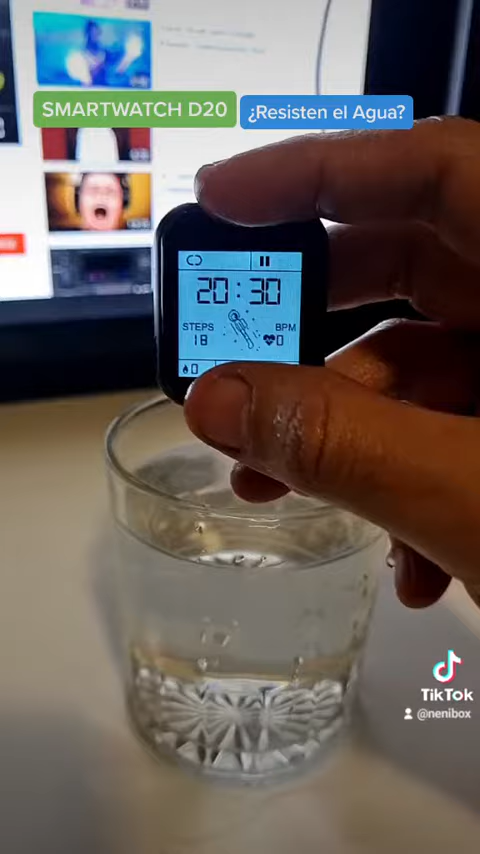 SMARTWATCH D20
¿Resisten el Agua?
20:30
STEPS
18
BPM
0
0
TikTok
@nenibox